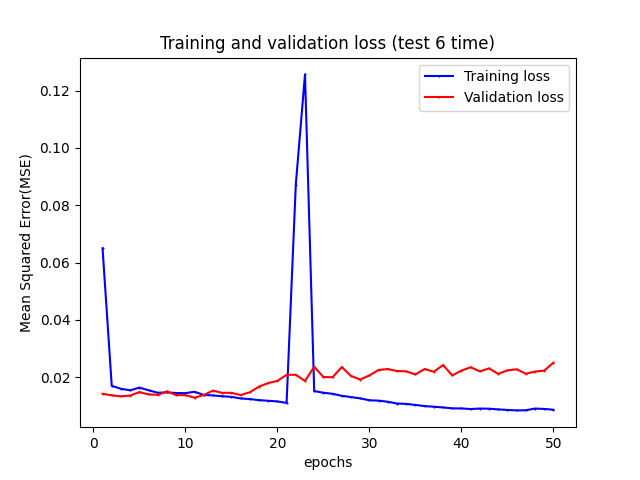 Training and validation loss (test 6 time)
Training loss
Validation loss
0.12
0.10
0.08
0.06
0.04
0.02
Mean Squared Error(MSE)
0
10
20
30
40
50
epochs